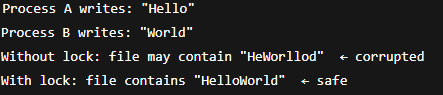 Process A writes: "Hello"
Process B writes: "World"
Without lock: file may contain "HeWorllod"  ← corrupted
With lock: file contains "HelloWorld"  ← safe